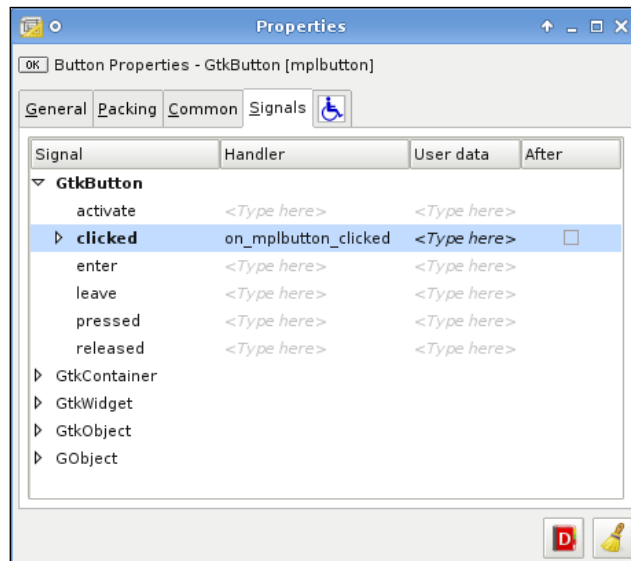 Properties
OK Button Properties - GtkButton [mplbutton]
General Packing Common Signals
Signal Handler User data After
GtkButton
activate <Type here> <Type here>
clicked on_mplbutton_clicked <Type here>
enter <Type here> <Type here>
leave <Type here> <Type here>
pressed <Type here> <Type here>
released <Type here> <Type here>
GtkContainer
GtkWidget
GtkObject
GObject
D